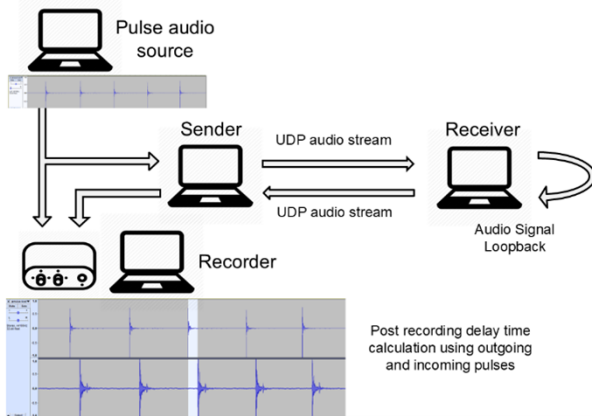 Pulse audio
source
Sender
UDP audio stream
Receiver
UDP audio stream
Audio Signal
Loopback
Recorder
Post recording delay time
calculation using outgoing
and incoming pulses